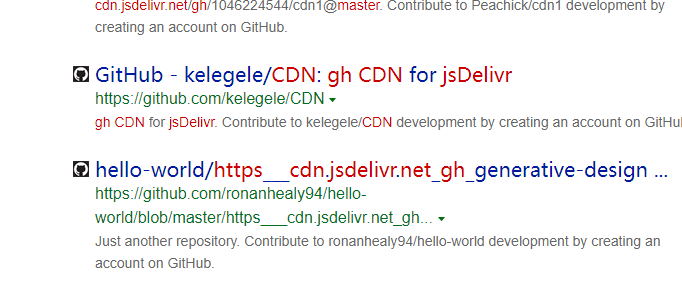 cdn.jsdelivr.net/gh/1046224544/cdn1@master. Contribute to Peachick/cdn1 development by
creating an account on GitHub.
GitHub - kelegele/CDN: gh CDN for jsDelivr
https://github.com/kelegele/CDN
gh CDN for jsDelivr. Contribute to kelegele/CDN development by creating an account on GitHu
hello-world/https___cdn.jsdelivr.net_gh_generative-design ...
https://github.com/ronanhealy94/hello-
world/blob/master/https___cdn.jsdelivr.net_gh...
Just another repository. Contribute to ronanhealy94/hello-world development by creating an
account on GitHub.